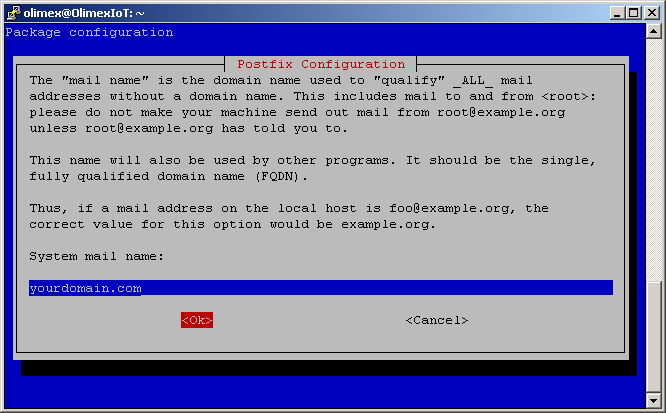 olimex@OlimexIoT: ~
Package configuration
Postfix Configuration
The "mail name" is the domain name used to "qualify" _ALL_ mail
addresses without a domain name. This includes mail to and from <root>:
please do not make your machine send out mail from root@example.org
unless root@example.org has told you to.
This name will also be used by other programs. It should be the single,
fully qualified domain name (FQDN).
Thus, if a mail address on the local host is foo@example.org, the
correct value for this option would be example.org.
System mail name:
yourdomain.com
<Ok> <Cancel>